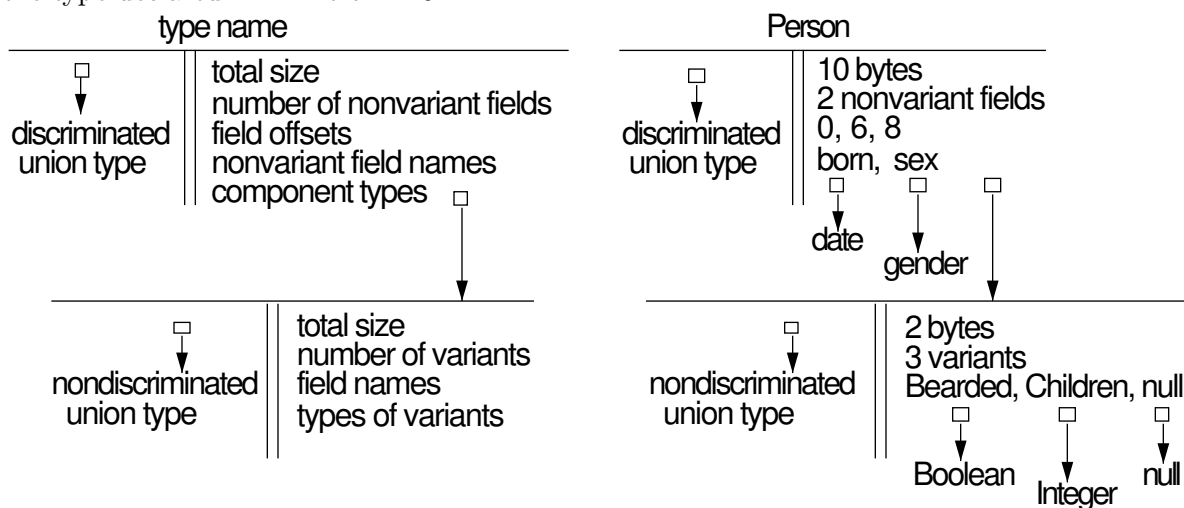 type name
discriminated
union type
total size
number of nonvariant fields
field offsets
nonvariant field names
component types
nondiscriminated
union type
total size
number of variants
field names
types of variants
Person
discriminated
union type
10 bytes
2 nonvariant fields
0, 6, 8
born, sex
date
gender
nondiscriminated
union type
2 bytes
3 variants
Bearded, Children, null
Boolean
Integer
null